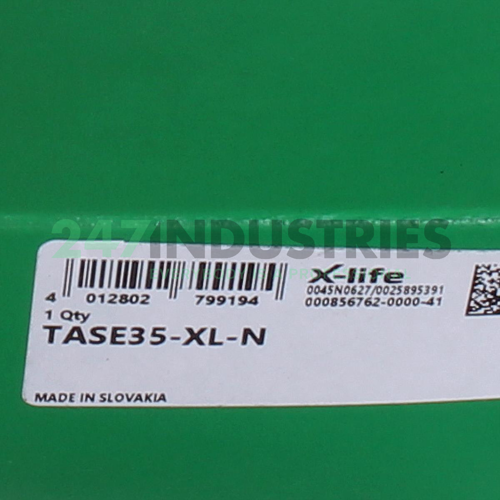 247INDUSTRIES
X-life
0045N0627/0025895391
000856762-0000-41
4 012802 799194
1 Qty
TASE35-XL-N
MADE IN SLOVAKIA